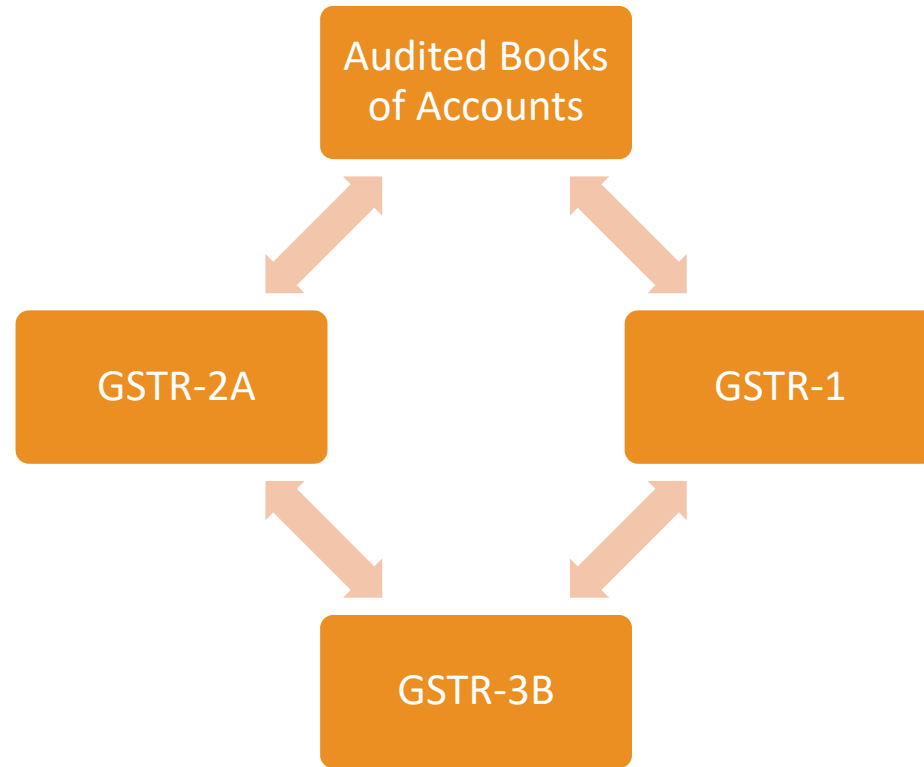 Audited Books
of Accounts
GSTR-2A
GSTR-1
GSTR-3B